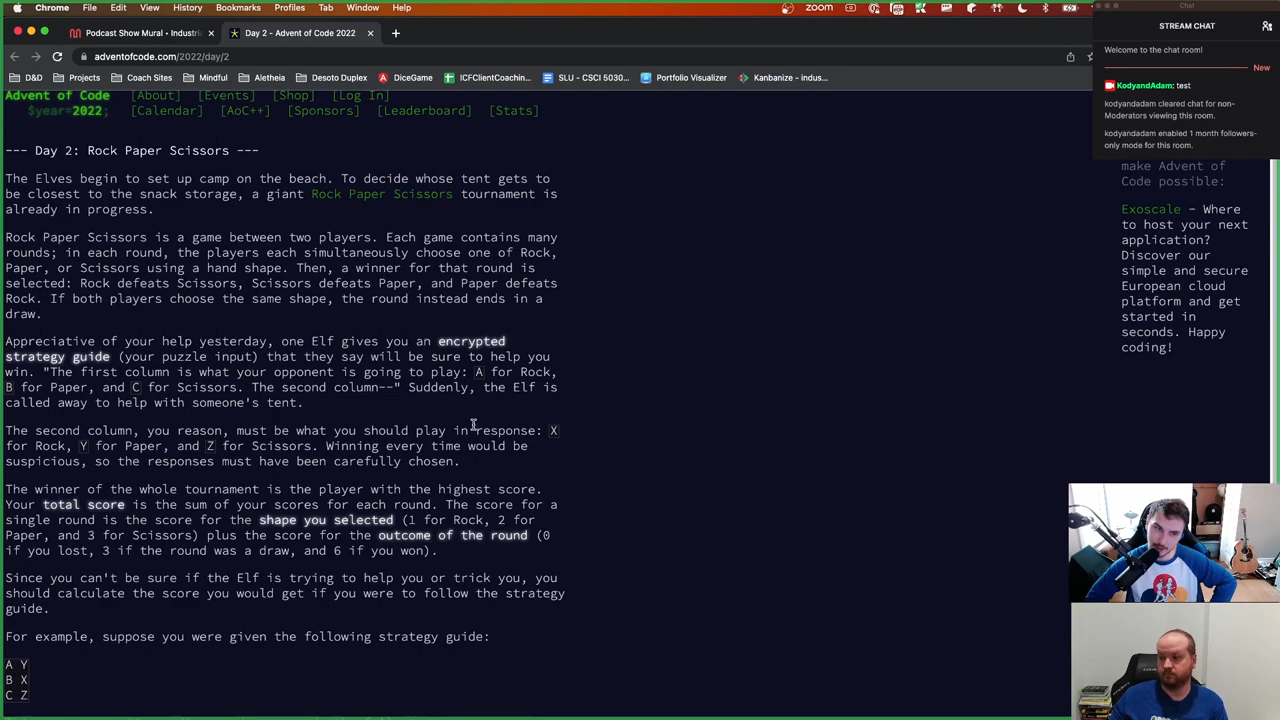 Chrome File Edit View History Bookmarks Profiles Tab Window Help
zoom
Podcast Show Mural • Industri
Day 2 - Advent of Code 2022
adventofcode.com/2022/day/2
D&D Projects Coach Sites Mindful Aletheia Desoto Duplex DiceGame ICFClientCoaching... SLU - CSCI 5030... Portfolio Visualizer Kanbanize - indus...
Advent of Code [About] [Events] [Shop] [Log In]
$year=2022; [Calendar] [AoC++] [Sponsors] [Leaderboard] [Stats]
--- Day 2: Rock Paper Scissors ---
The Elves begin to set up camp on the beach. To decide whose tent gets to
be closest to the snack storage, a giant Rock Paper Scissors tournament is
already in progress.
Rock Paper Scissors is a game between two players. Each game contains many
rounds; in each round, the players each simultaneously choose one of Rock,
Paper, or Scissors using a hand shape. Then, a winner for that round is
selected: Rock defeats Scissors, Scissors defeats Paper, and Paper defeats
Rock. If both players choose the same shape, the round instead ends in a
draw.
Appreciative of your help yesterday, one Elf gives you an encrypted
strategy guide (your puzzle input) that they say will be sure to help you
win. "The first column is what your opponent is going to play: A for Rock,
B for Paper, and C for Scissors. The second column--" Suddenly, the Elf is
called away to help with someone's tent.
The second column, you reason, must be what you should play in response: X
for Rock, Y for Paper, and Z for Scissors. Winning every time would be
suspicious, so the responses must have been carefully chosen.
The winner of the whole tournament is the player with the highest score.
Your total score is the sum of your scores for each round. The score for a
single round is the score for the shape you selected (1 for Rock, 2 for
Paper, and 3 for Scissors) plus the score for the outcome of the round (0
if you lost, 3 if the round was a draw, and 6 if you won).
Since you can't be sure if the Elf is trying to help you or trick you, you
should calculate the score you would get if you were to follow the strategy
guide.
For example, suppose you were given the following strategy guide:
A Y
B X
C Z
Chat
STREAM CHAT
Welcome to the chat room!
New
KodyandAdam: test
kodyandadam cleared chat for non-
Moderators viewing this room.
kodyandadam enabled 1 month followers-
only mode for this room.
make Advent of
Code possible:
Exoscale - Where
to host your next
application?
Discover our
simple and secure
European cloud
platform and get
started in
seconds. Happy
coding!